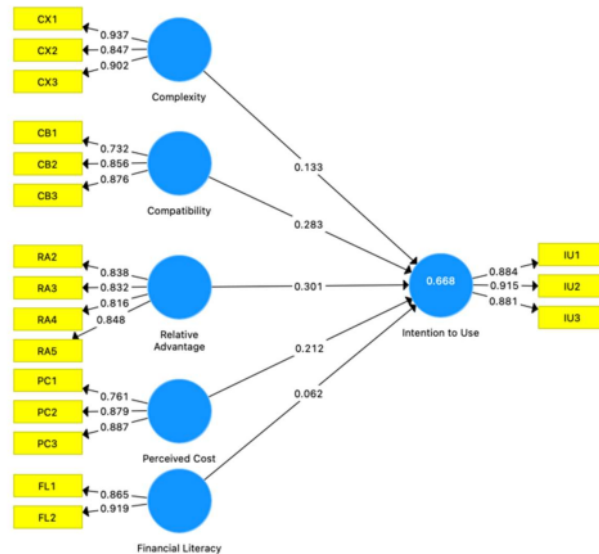 CX1
0.937
CX2
0.847
0.902
CX3
Complexity
CB1
0.732
CB2
0.856
0.876
CB3
Compatibility
0.133
0.283
RA2
0.838
RA3
0.832
0.816
RA4
0.848
RA5
Relative
Advantage
0.301
0.668
Intention to Use
0.884
IU1
0.915
IU2
0.881
IU3
PC1
0.761
PC2
0.879
0.887
PC3
Perceived Cost
0.212
0.062
FL1
0.865
0.919
FL2
Financial Literacy